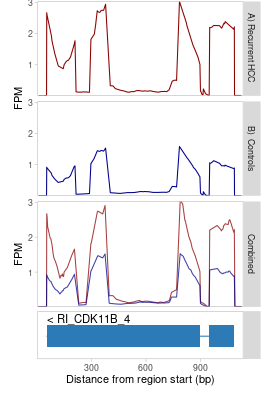 3
2
1
FPM
A) Recurrent HCC
3
2
1
B) Controls
3
2
1
FPM
Combined
< RI_CDK11B_4
300 600 900
Distance from region start (bp)